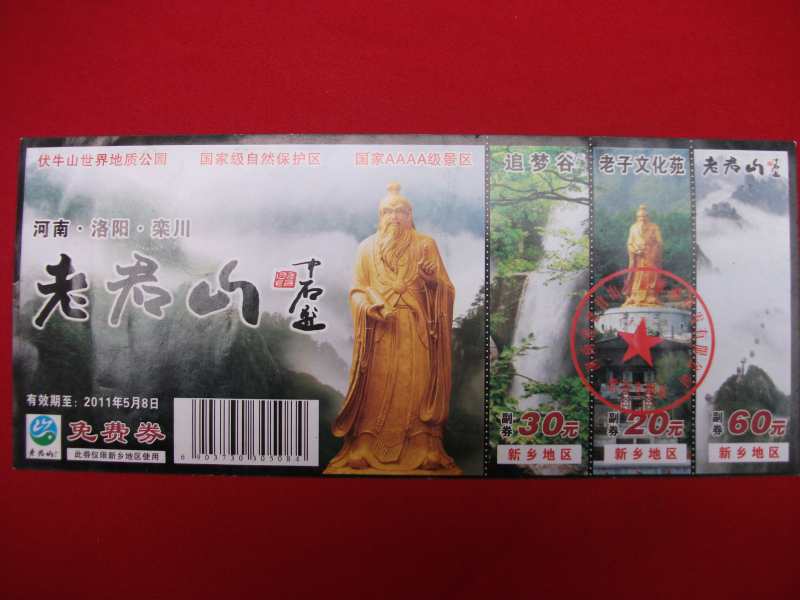 伏牛山世界地质公园 国家级自然保护区 国家AAAA级景区
河南·洛阳·栾川
老君山
有效期至：2011年5月8日
老君山
免费券
此券仅限新乡地区使用
6903730305084
追梦谷
副券 30元
新乡地区
老子文化苑
副券 20元
新乡地区
老君山
副券 60元
新乡地区